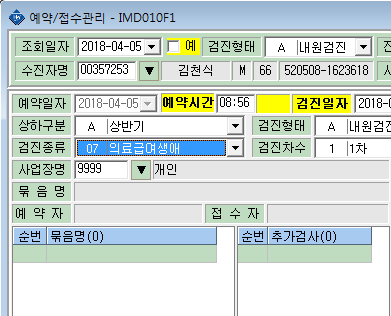 예약/접수관리 - IMD010F1
조회일자 2018-04-05 예 검진형태 A 내원검진 진
수진자명 00357253 김천식 M 66 520508-1623618 사
예약일자 2018-04-05 예약시간 08:56 검진일자 2018-0
상하구분 A 상반기 검진형태 A 내원검진
검진종류 07 의료급여생애 검진차수 1 1차
사업장명 9999 개인
묶 음 명
예 약 자 접 수 자
순번 묶음명(0) 순번 추가검사(0)